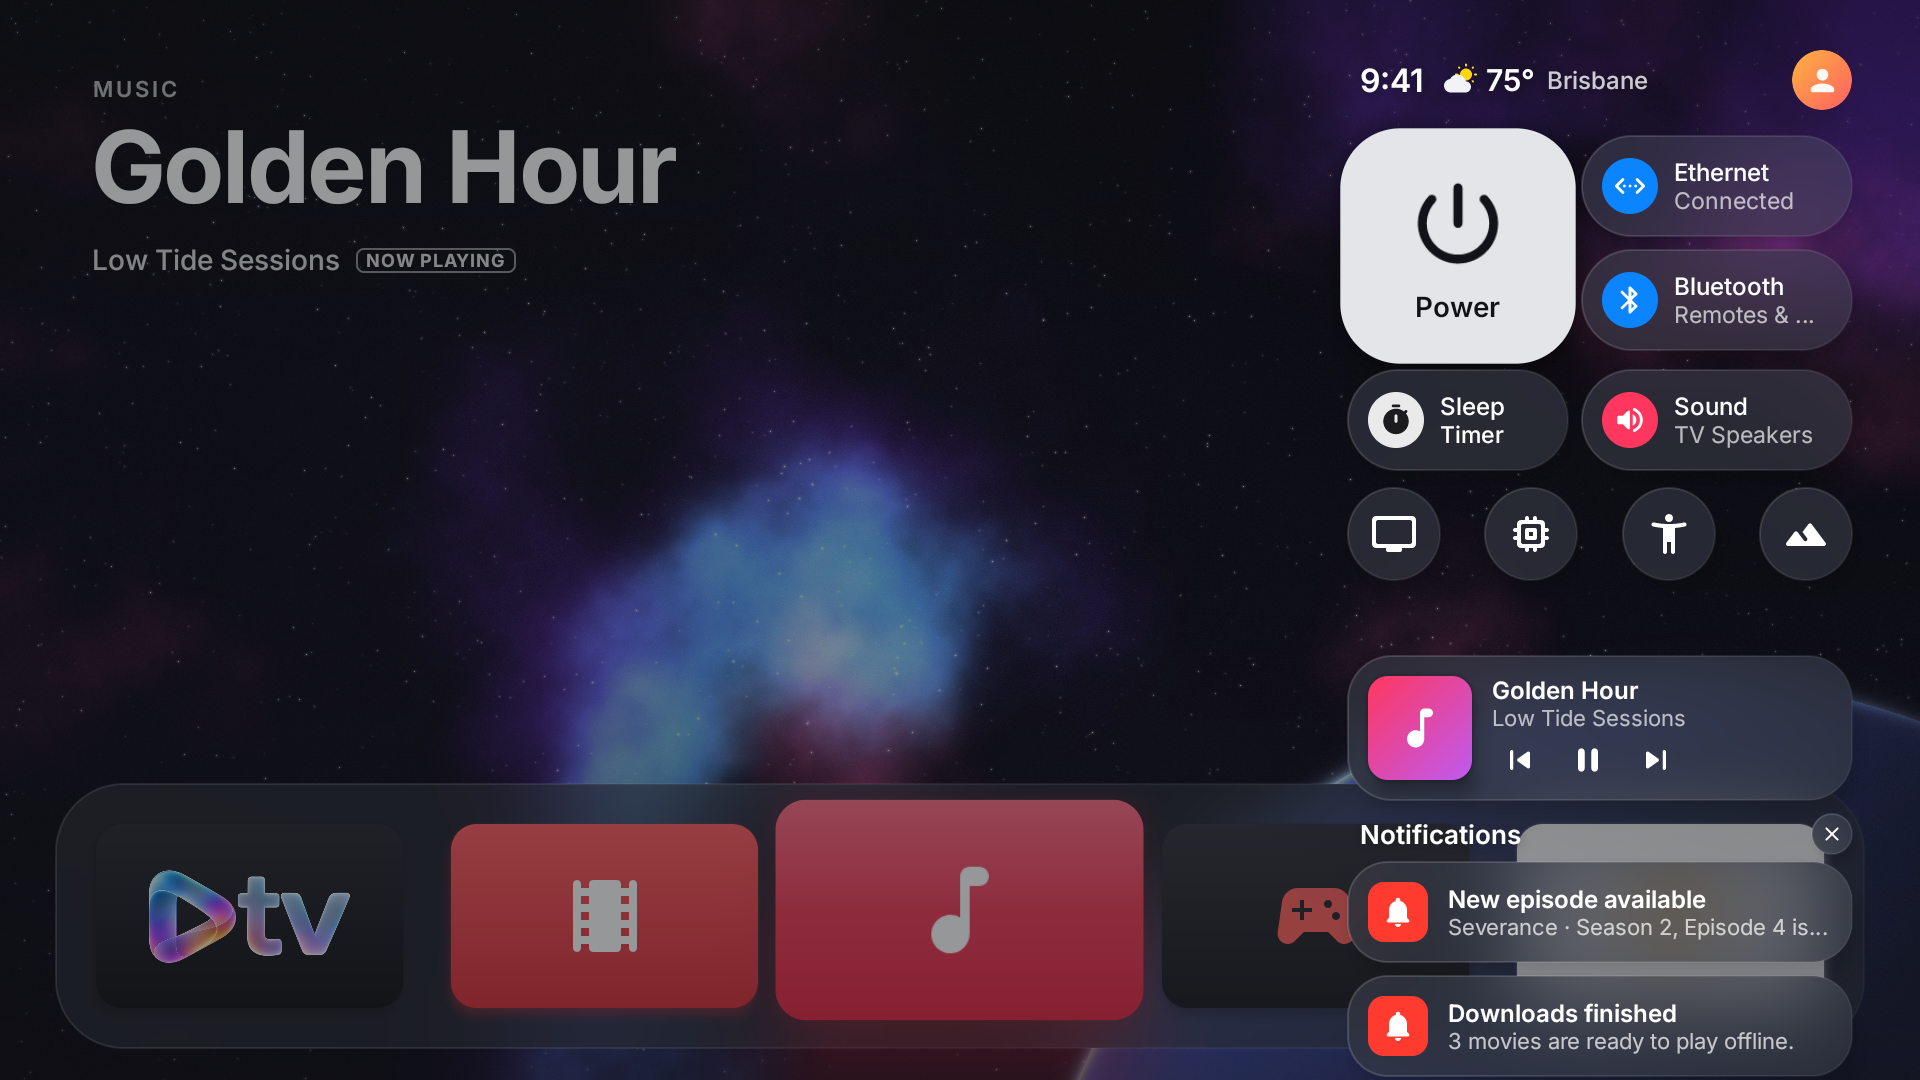 MUSIC
Golden Hour
Low Tide Sessions NOW PLAYING
9:41 75° Brisbane
Power
Ethernet
Connected
Bluetooth
Remotes & ...
Sleep
Timer
Sound
TV Speakers
Golden Hour
Low Tide Sessions
Notifications
New episode available
Severance · Season 2, Episode 4 is...
Downloads finished
3 movies are ready to play offline.
tv